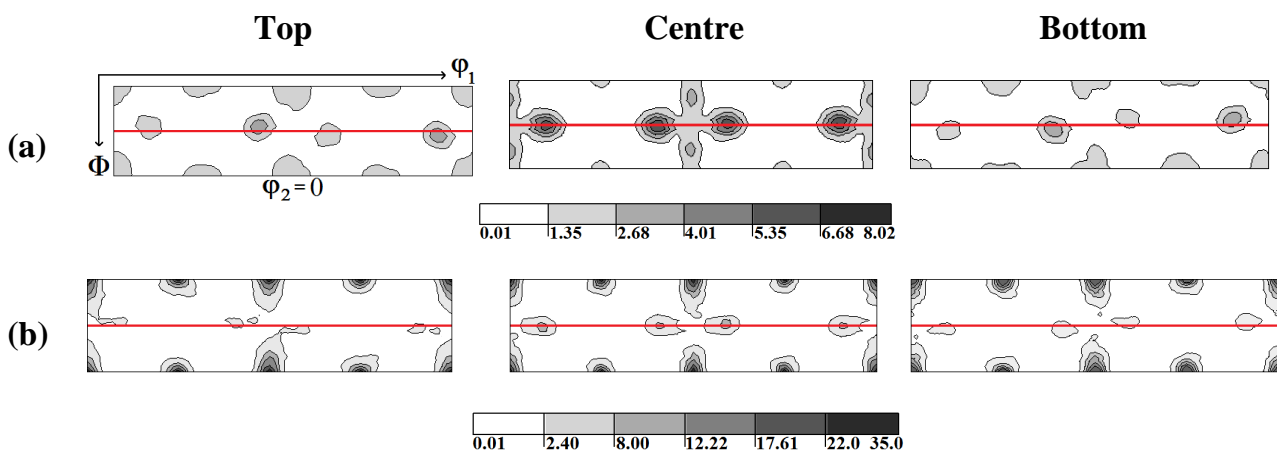 Top Centre Bottom
φ₁
(a)
Φ
φ₂ = 0
0.01 1.35 2.68 4.01 5.35 6.68 8.02
(b)
0.01 2.40 8.00 12.22 17.61 22.0 35.0